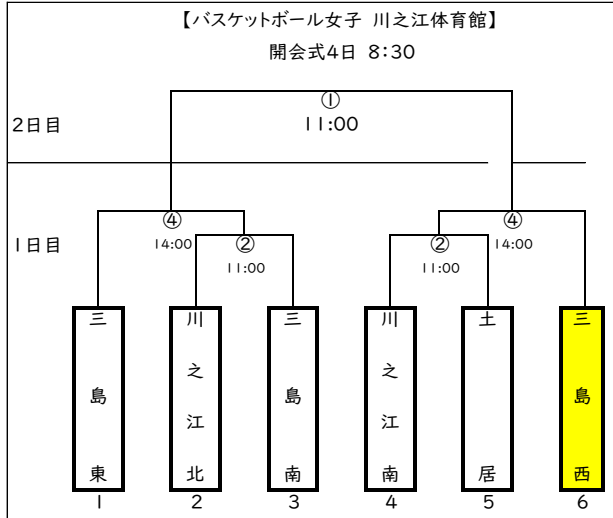 【バスケットボール女子 川之江体育館】
開会式4日 8:30
①
2日目
11:00
④
④
1日目
14:00
②
11:00
②
11:00
14:00
三島東
川之江北
三島南
川之江南
土居
三島西
1
2
3
4
5
6